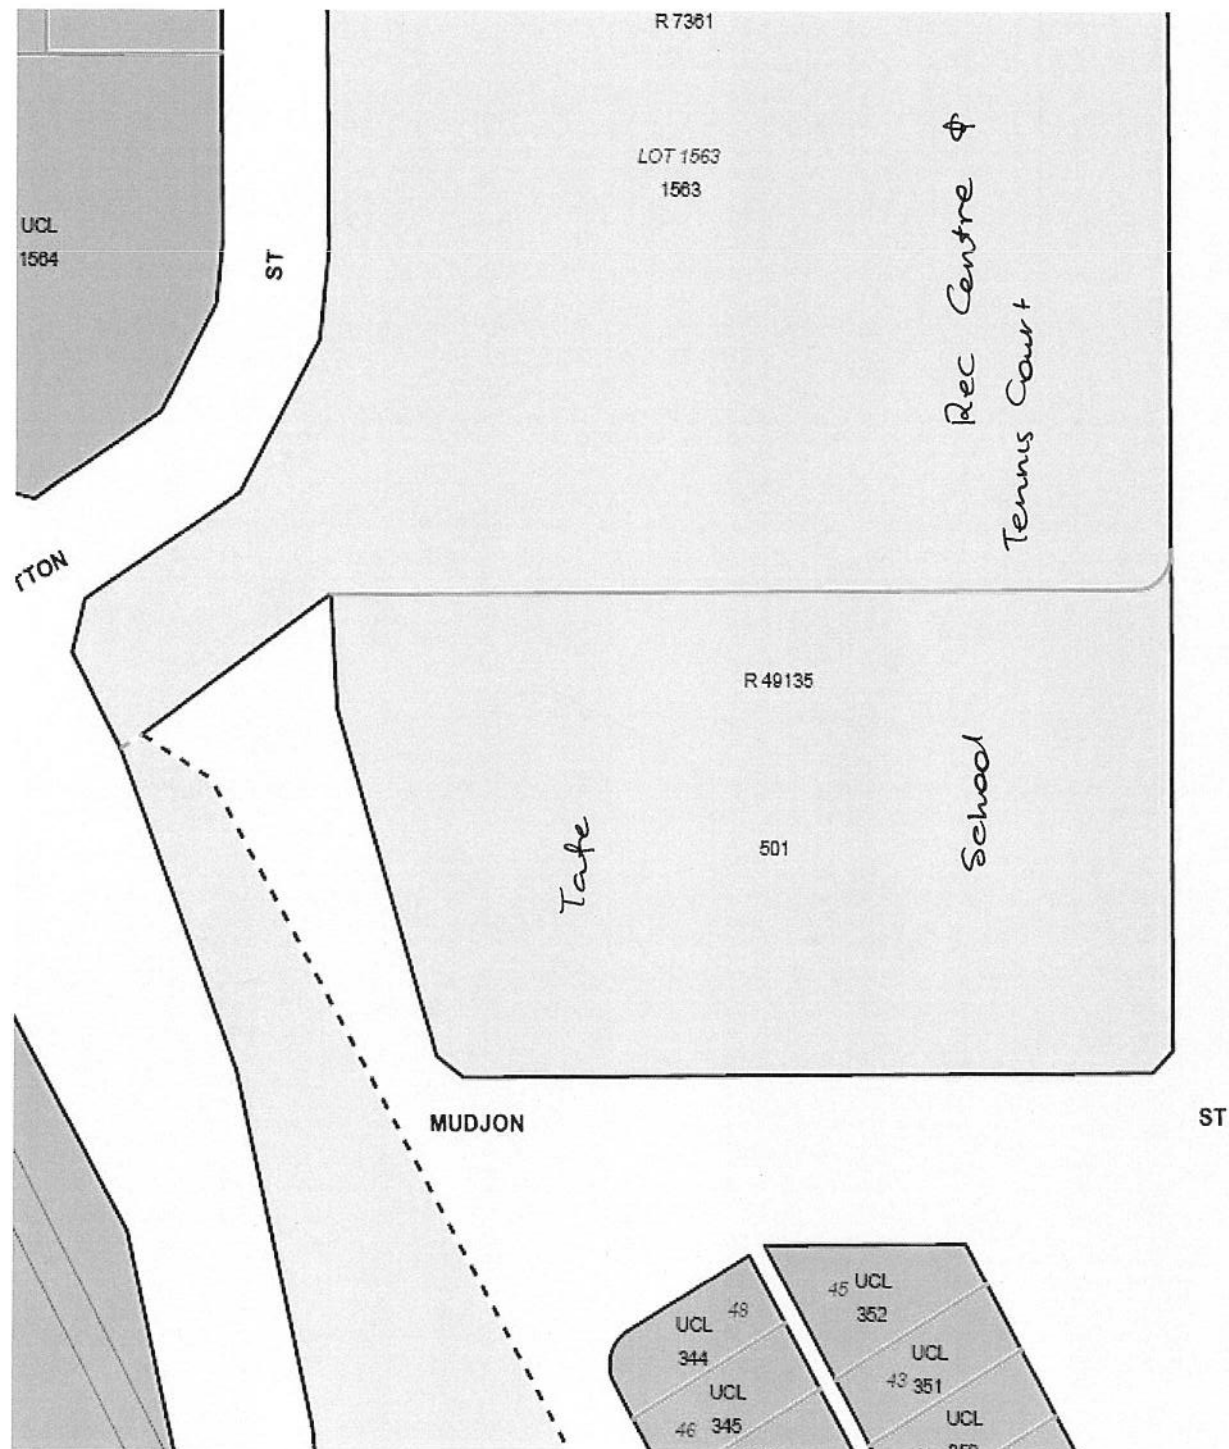 R 7361
LOT 1563
1563
Rec Centre &
Tennis Court
UCL
1564
ST
TTON
R 49135
501
Tafe
School
MUDJON
ST
45 UCL
352
UCL 48
344
UCL
43 351
UCL
46 345
UCL